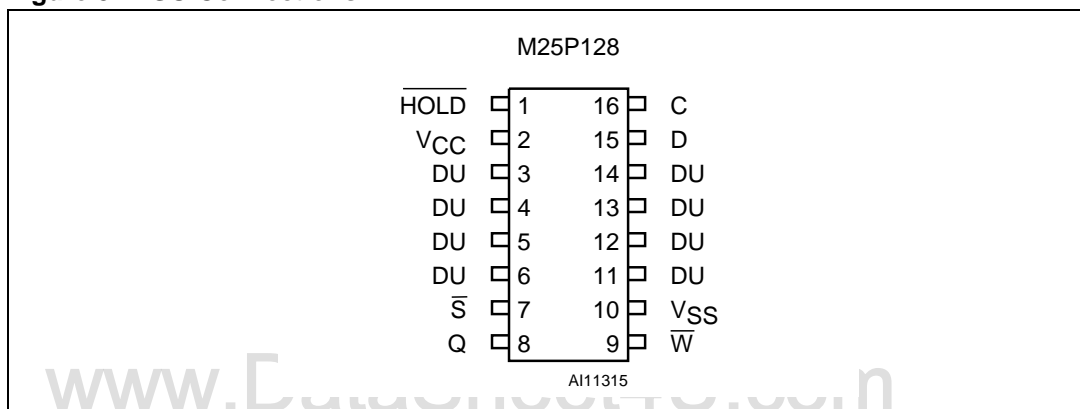 M25P128
HOLD 1 16 C
VCC 2 15 D
DU 3 14 DU
DU 4 13 DU
DU 5 12 DU
DU 6 11 DU
S 7 10 VSS
Q 8 9 W
AI11315